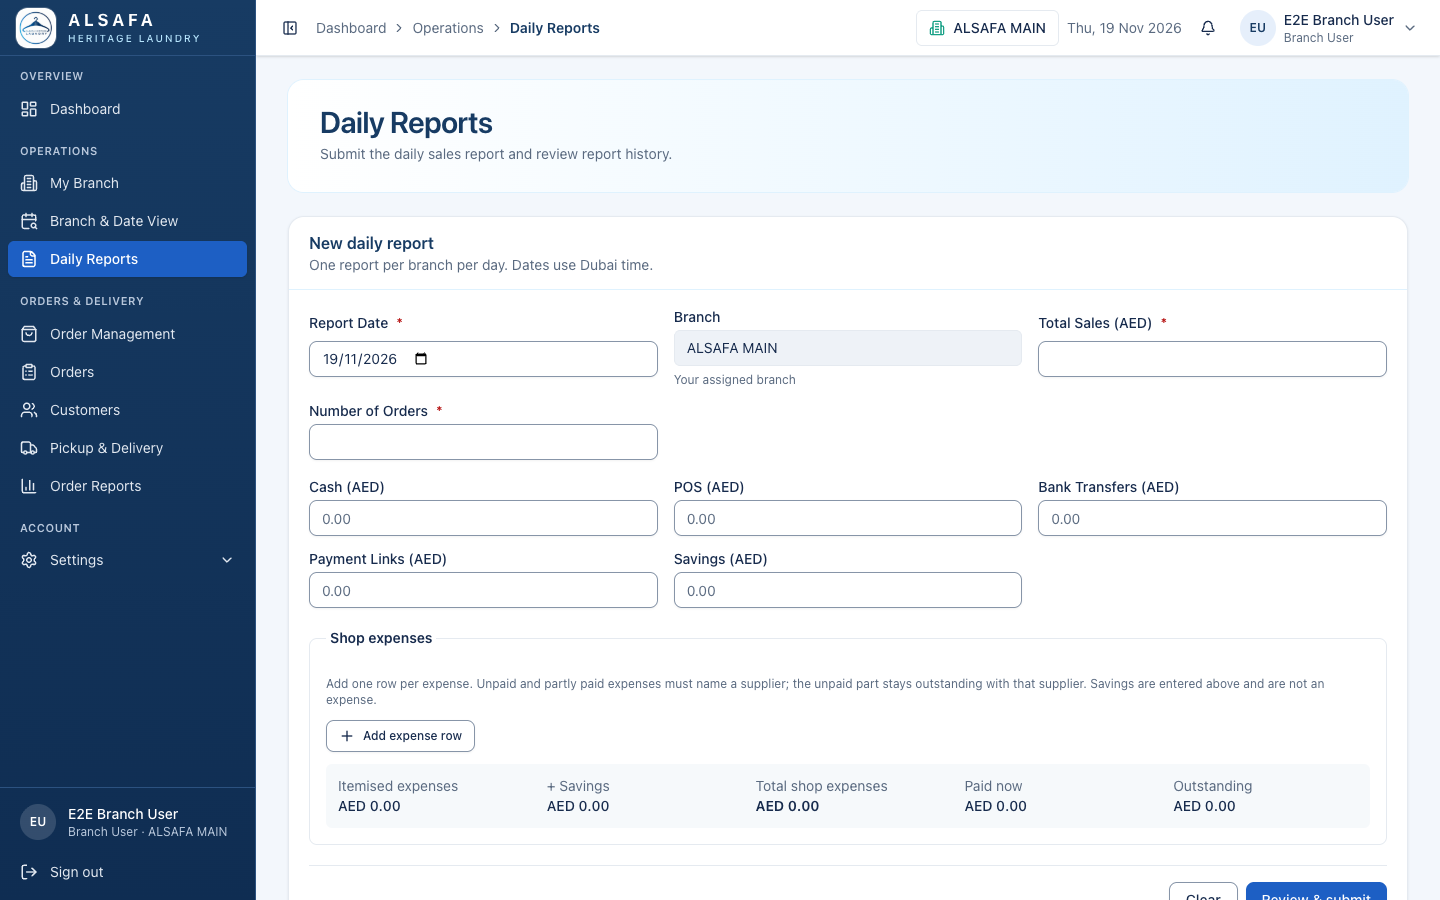 ALSAFA
HERITAGE LAUNDRY
Dashboard > Operations > Daily Reports
ALSAFA MAIN
Thu, 19 Nov 2026
EU
E2E Branch User
Branch User
OVERVIEW
Dashboard
OPERATIONS
My Branch
Branch & Date View
Daily Reports
ORDERS & DELIVERY
Order Management
Orders
Customers
Pickup & Delivery
Order Reports
ACCOUNT
Settings
EU
E2E Branch User
Branch User · ALSAFA MAIN
Sign out
Daily Reports
Submit the daily sales report and review report history.
New daily report
One report per branch per day. Dates use Dubai time.
Report Date *
19/11/2026
Branch
ALSAFA MAIN
Your assigned branch
Total Sales (AED) *
Number of Orders *
Cash (AED)
0.00
POS (AED)
0.00
Bank Transfers (AED)
0.00
Payment Links (AED)
0.00
Savings (AED)
0.00
Shop expenses
Add one row per expense. Unpaid and partly paid expenses must name a supplier; the unpaid part stays outstanding with that supplier. Savings are entered above and are not an
expense.
+ Add expense row
Itemised expenses
AED 0.00
+ Savings
AED 0.00
Total shop expenses
AED 0.00
Paid now
AED 0.00
Outstanding
AED 0.00
Clear
Review & submit